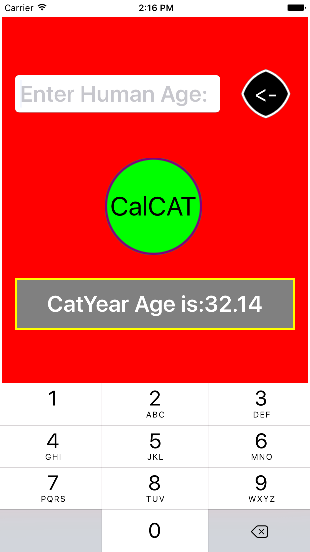 Carrier 2:16 PM
Enter Human Age:
<-
CalCAT
CatYear Age is:32.14
1 2 3
ABC DEF
4 5 6
GHI JKL MNO
7 8 9
PQRS TUV WXYZ
0